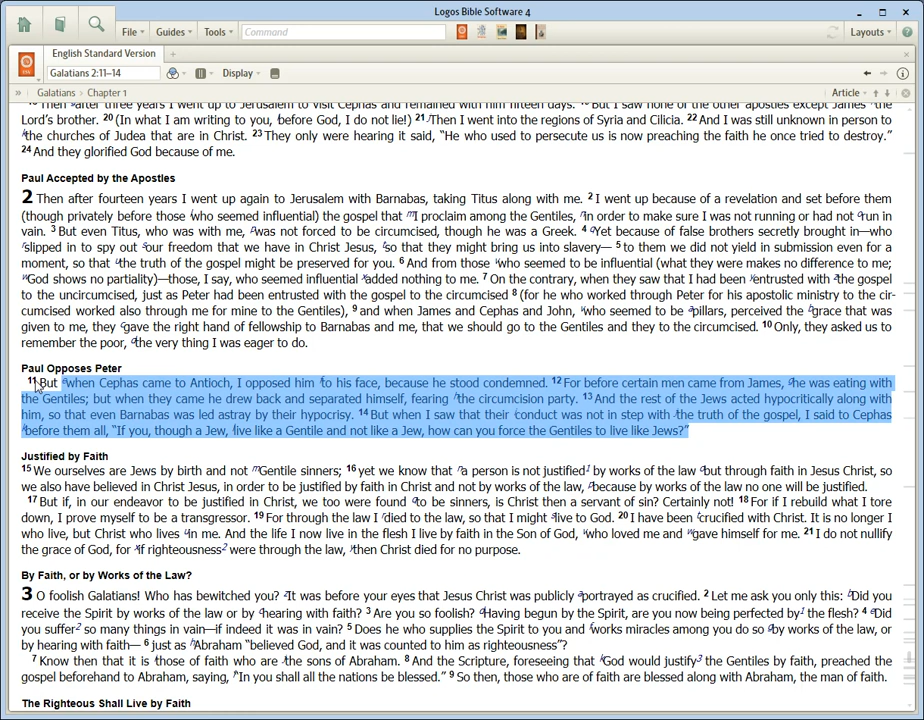 Logos Bible Software 4
File Guides Tools Command Layouts
English Standard Version
Galatians 2:11–14 Display
» Galatians › Chapter 1 Article
Then after three years I went up to Jerusalem to visit Cephas and remained with him fifteen days. But I saw none of the other apostles except James the
Lord’s brother. 20 (In what I am writing to you, before God, I do not lie!) 21 Then I went into the regions of Syria and Cilicia. 22 And I was still unknown in person to
the churches of Judea that are in Christ. 23 They only were hearing it said, “He who used to persecute us is now preaching the faith he once tried to destroy.”
24 And they glorified God because of me.
Paul Accepted by the Apostles
2 Then after fourteen years I went up again to Jerusalem with Barnabas, taking Titus along with me. 2 I went up because of a revelation and set before them
(though privately before those who seemed influential) the gospel that m I proclaim among the Gentiles, in order to make sure I was not running or had not run in
vain. 3 But even Titus, who was with me, was not forced to be circumcised, though he was a Greek. 4 Yet because of false brothers secretly brought in—who
slipped in to spy out our freedom that we have in Christ Jesus, so that they might bring us into slavery— 5 to them we did not yield in submission even for a
moment, so that the truth of the gospel might be preserved for you. 6 And from those who seemed to be influential (what they were makes no difference to me;
God shows no partiality)—those, I say, who seemed influential added nothing to me. 7 On the contrary, when they saw that I had been entrusted with the gospel
to the uncircumcised, just as Peter had been entrusted with the gospel to the circumcised 8 (for he who worked through Peter for his apostolic ministry to the cir-
cumcised worked also through me for mine to the Gentiles), 9 and when James and Cephas and John, who seemed to be pillars, perceived the grace that was
given to me, they gave the right hand of fellowship to Barnabas and me, that we should go to the Gentiles and they to the circumcised. 10 Only, they asked us to
remember the poor, the very thing I was eager to do.
Paul Opposes Peter
11 But when Cephas came to Antioch, I opposed him to his face, because he stood condemned. 12 For before certain men came from James, he was eating with
the Gentiles; but when they came he drew back and separated himself, fearing the circumcision party. 13 And the rest of the Jews acted hypocritically along with
him, so that even Barnabas was led astray by their hypocrisy. 14 But when I saw that their conduct was not in step with the truth of the gospel, I said to Cephas
before them all, “If you, though a Jew, live like a Gentile and not like a Jew, how can you force the Gentiles to live like Jews?”
Justified by Faith
15 We ourselves are Jews by birth and not m Gentile sinners; 16 yet we know that a person is not justified 1 by works of the law but through faith in Jesus Christ, so
we also have believed in Christ Jesus, in order to be justified by faith in Christ and not by works of the law, because by works of the law no one will be justified.
17 But if, in our endeavor to be justified in Christ, we too were found to be sinners, is Christ then a servant of sin? Certainly not! 18 For if I rebuild what I tore
down, I prove myself to be a transgressor. 19 For through the law I died to the law, so that I might live to God. 20 I have been crucified with Christ. It is no longer I
who live, but Christ who lives in me. And the life I now live in the flesh I live by faith in the Son of God, who loved me and gave himself for me. 21 I do not nullify
the grace of God, for if righteousness 2 were through the law, then Christ died for no purpose.
By Faith, or by Works of the Law?
3 O foolish Galatians! Who has bewitched you? It was before your eyes that Jesus Christ was publicly portrayed as crucified. 2 Let me ask you only this: Did you
receive the Spirit by works of the law or by hearing with faith? 3 Are you so foolish? Having begun by the Spirit, are you now being perfected by 1 the flesh? 4 Did
you suffer 2 so many things in vain—if indeed it was in vain? 5 Does he who supplies the Spirit to you and works miracles among you do so by works of the law, or
by hearing with faith— 6 just as Abraham “believed God, and it was counted to him as righteousness”?
7 Know then that it is those of faith who are the sons of Abraham. 8 And the Scripture, foreseeing that God would justify 3 the Gentiles by faith, preached the
gospel beforehand to Abraham, saying, “In you shall all the nations be blessed.” 9 So then, those who are of faith are blessed along with Abraham, the man of faith.
The Righteous Shall Live by Faith